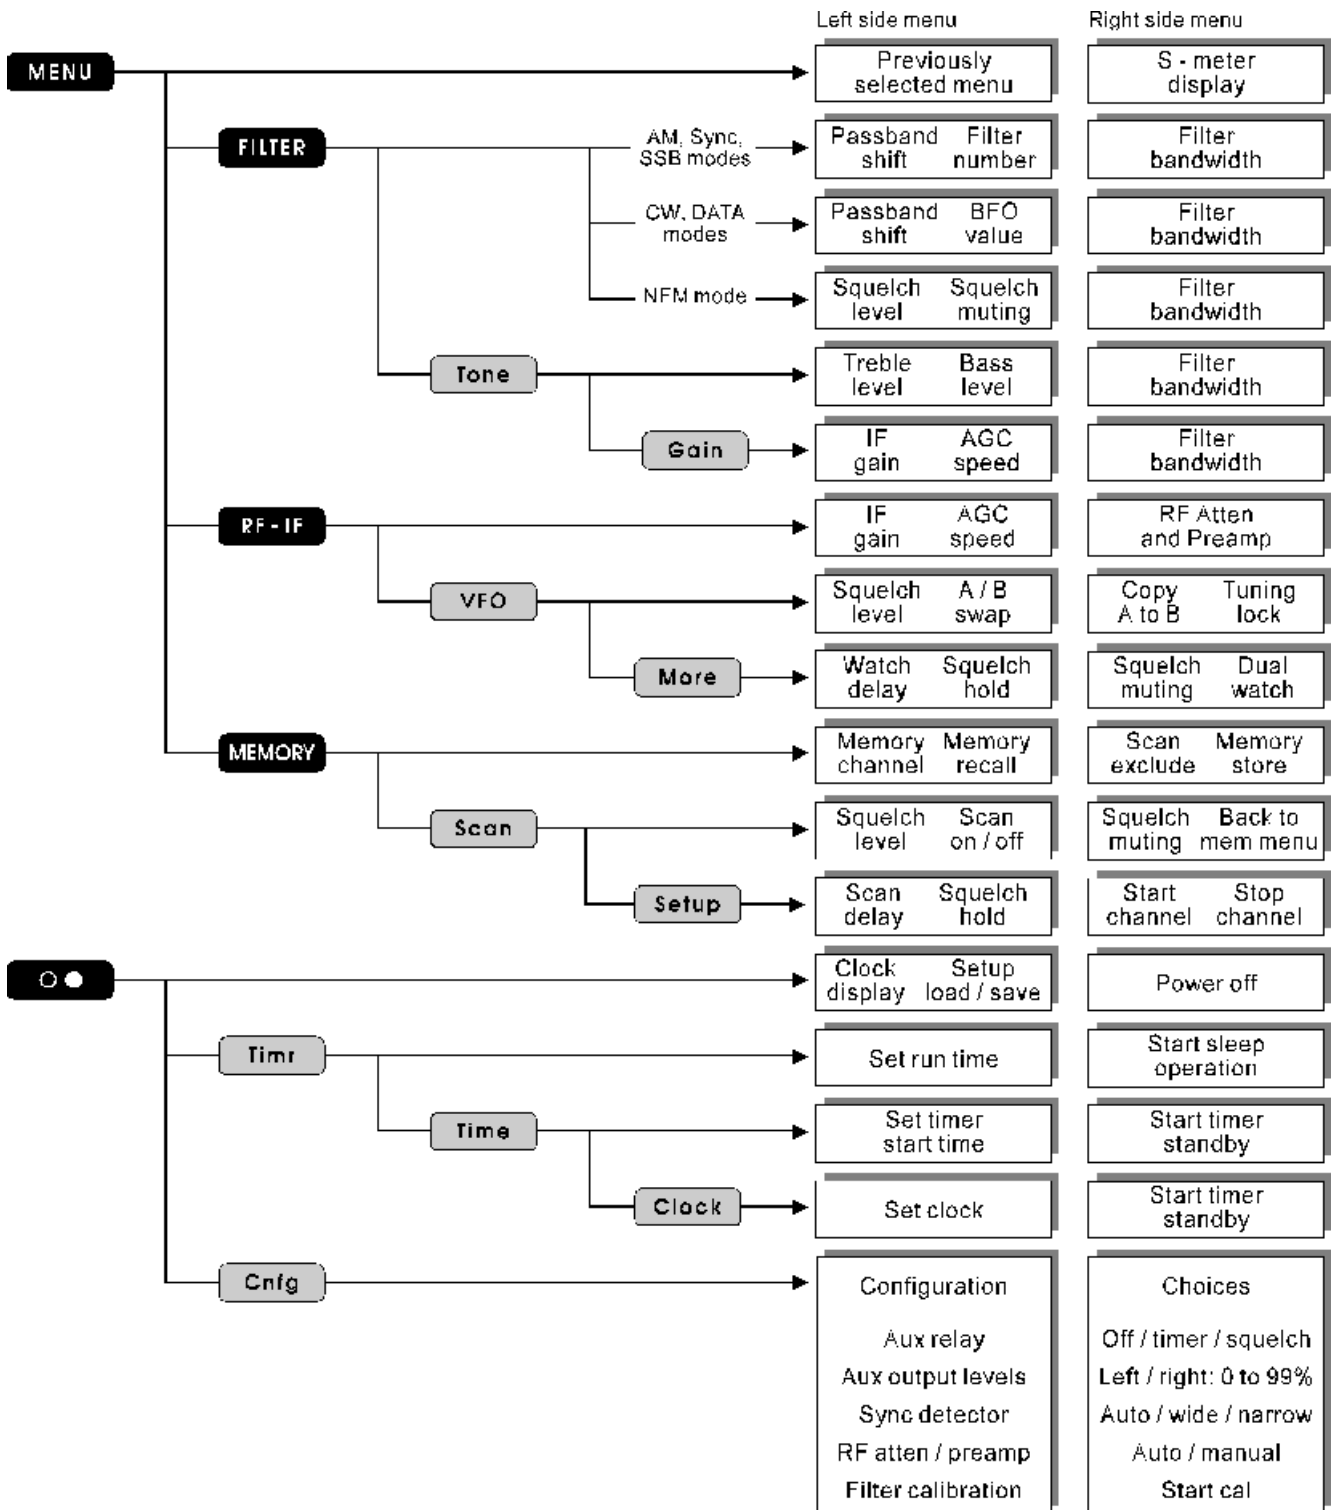 Left side menu Right side menu
MENU
Previously
selected menu
S - meter
display
FILTER
AM, Sync,
SSB modes
Passband Filter
shift number
Filter
bandwidth
CW, DATA
modes
Passband BFO
shift value
Filter
bandwidth
NFM mode
Squelch Squelch
level muting
Filter
bandwidth
Tone
Treble Bass
level level
Filter
bandwidth
Gain
IF AGC
gain speed
Filter
bandwidth
RF - IF
IF AGC
gain speed
RF Atten
and Preamp
VFO
Squelch A / B
level swap
Copy Tuning
A to B lock
More
Watch Squelch
delay hold
Squelch Dual
muting watch
MEMORY
Memory Memory
channel recall
Scan Memory
exclude store
Scan
Squelch Scan
level on / off
Squelch Back to
muting mem menu
Setup
Scan Squelch
delay hold
Start Stop
channel channel
Clock Setup
display load / save
Power off
Timr
Set run time
Start sleep
operation
Time
Set timer
start time
Start timer
standby
Clock
Set clock
Start timer
standby
Cnfg
Configuration Choices
Aux relay Off / timer / squelch
Aux output levels Left / right: 0 to 99%
Sync detector Auto / wide / narrow
RF atten / preamp Auto / manual
Filter calibration Start cal